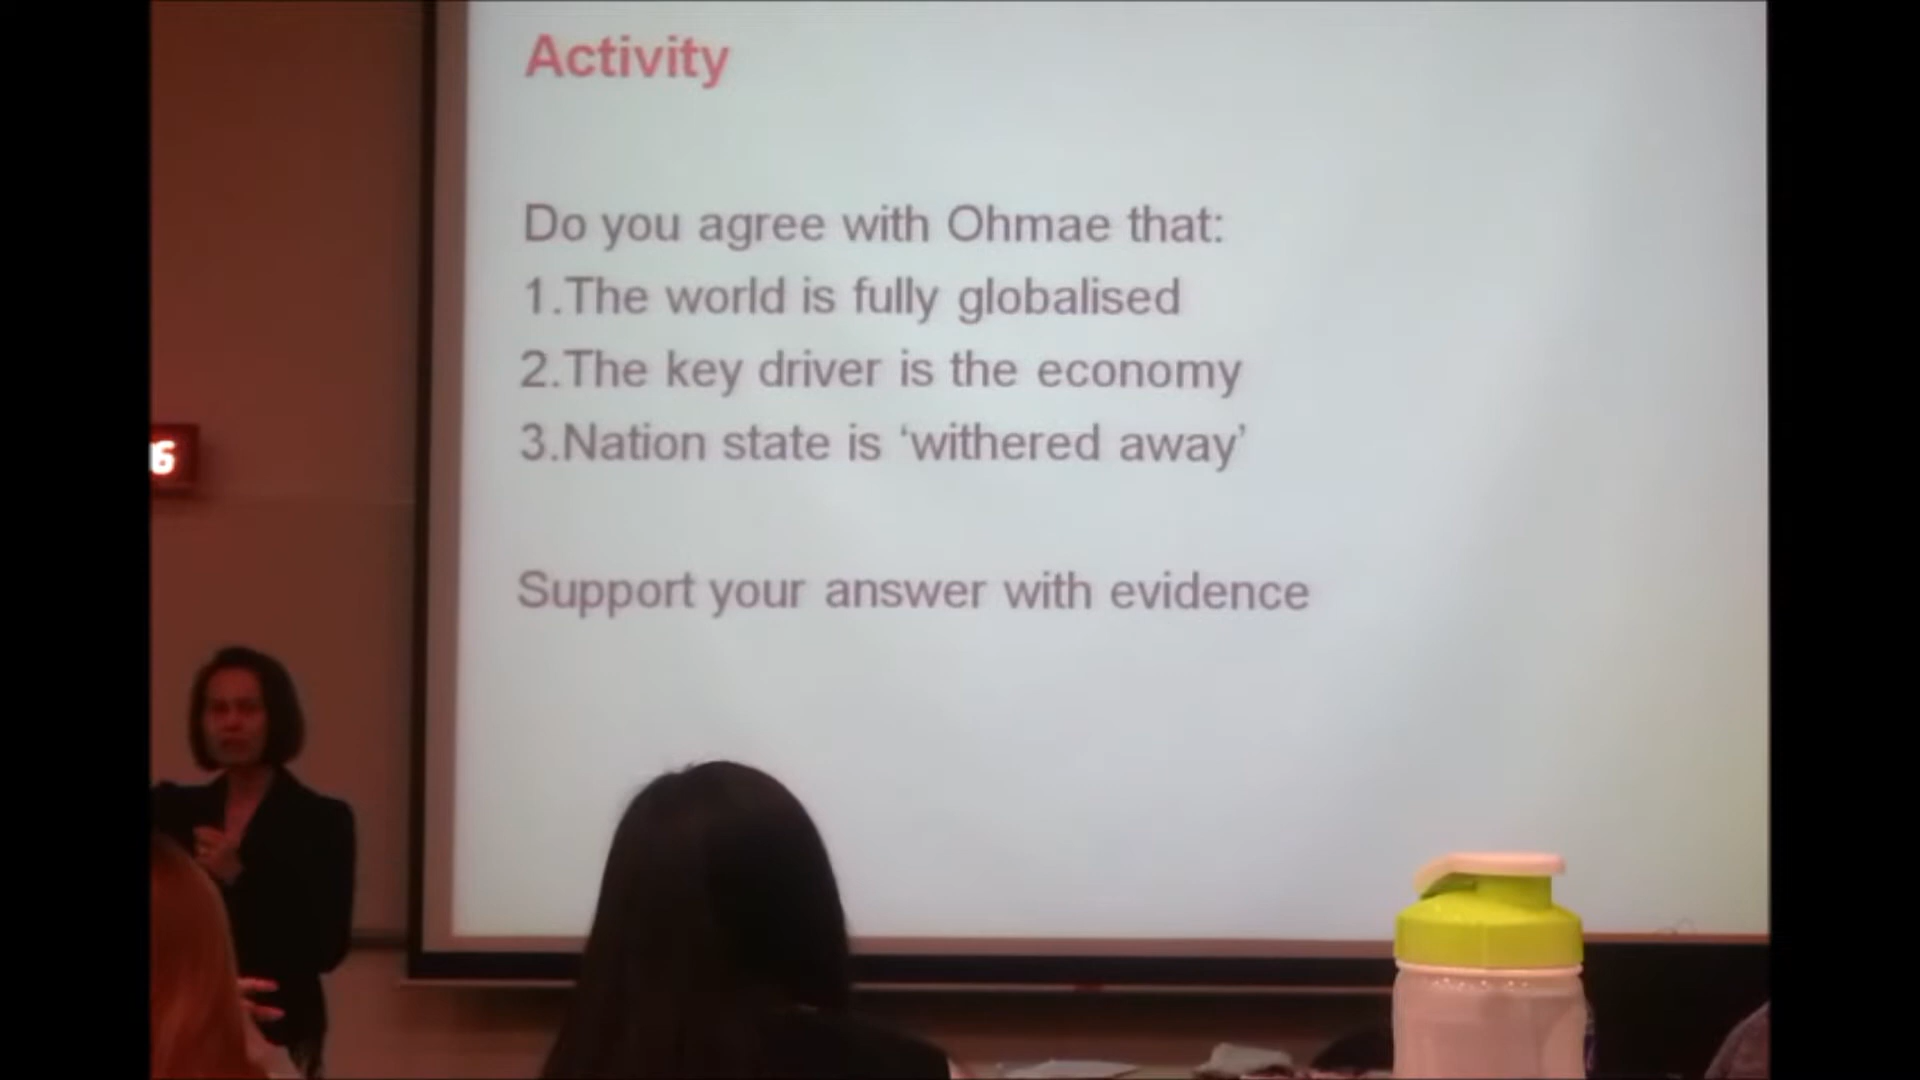 Activity
Do you agree with Ohmae that:
1.The world is fully globalised
2.The key driver is the economy
3.Nation state is ‘withered away’
Support your answer with evidence
6